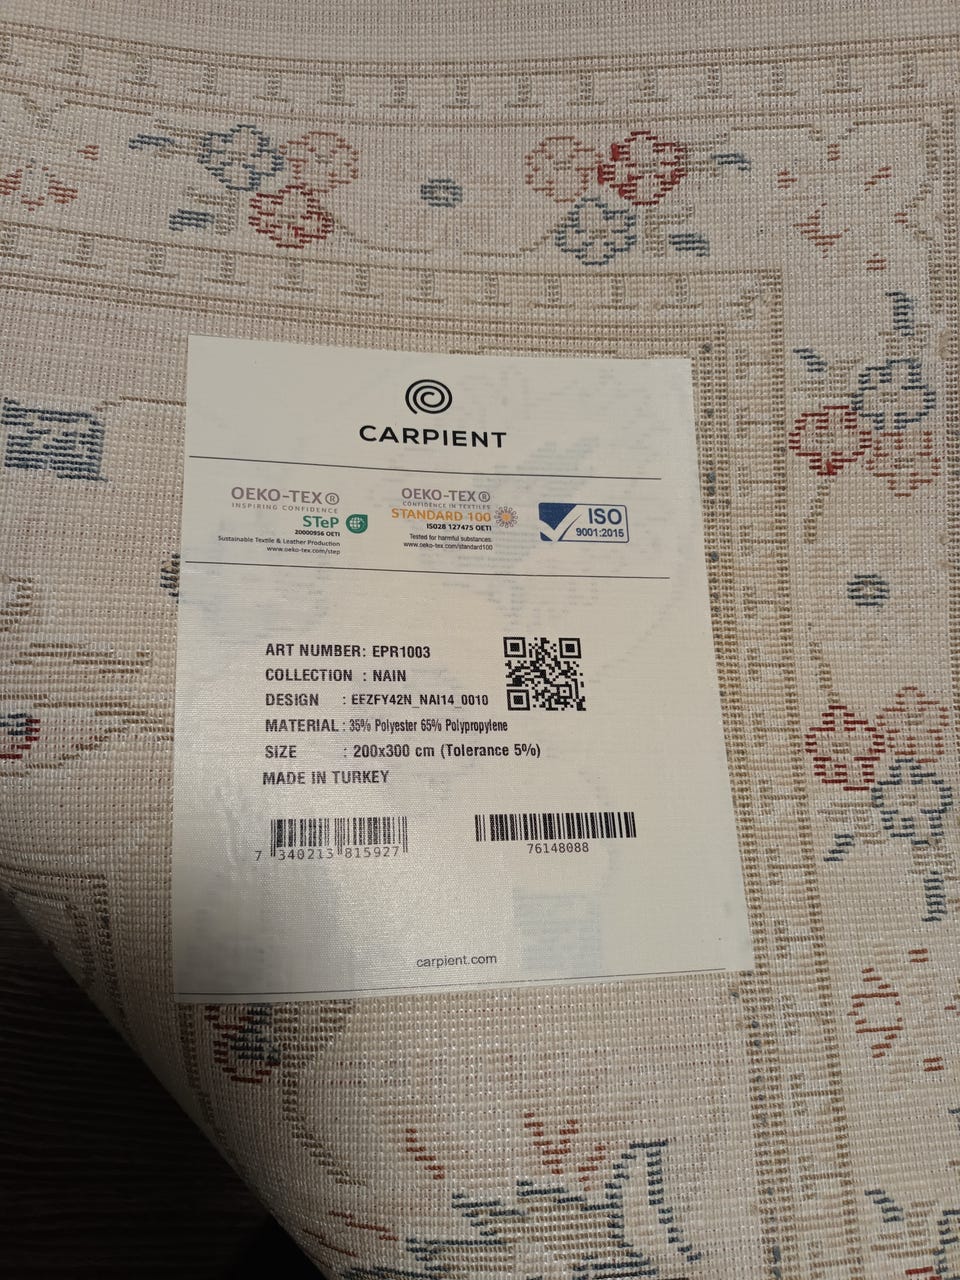 CARPIENT
OEKO-TEX®
INSPIRING CONFIDENCE
STeP
20000956 OETI
Sustainable Textile & Leather Production
www.oeko-tex.com/step
OEKO-TEX®
CONFIDENCE IN TEXTILES
STANDARD 100
IS028 127475 OETI
Tested for harmful substances
www.oeko-tex.com/standard100
ISO
9001:2015
ART NUMBER: EPR1003
COLLECTION : NAIN
DESIGN : EEZFY42N_NAI14_0010
MATERIAL : 35% Polyester 65% Polypropylene
SIZE : 200x300 cm (Tolerance 5%)
MADE IN TURKEY
7 340213 815927
76148088
carpient.com